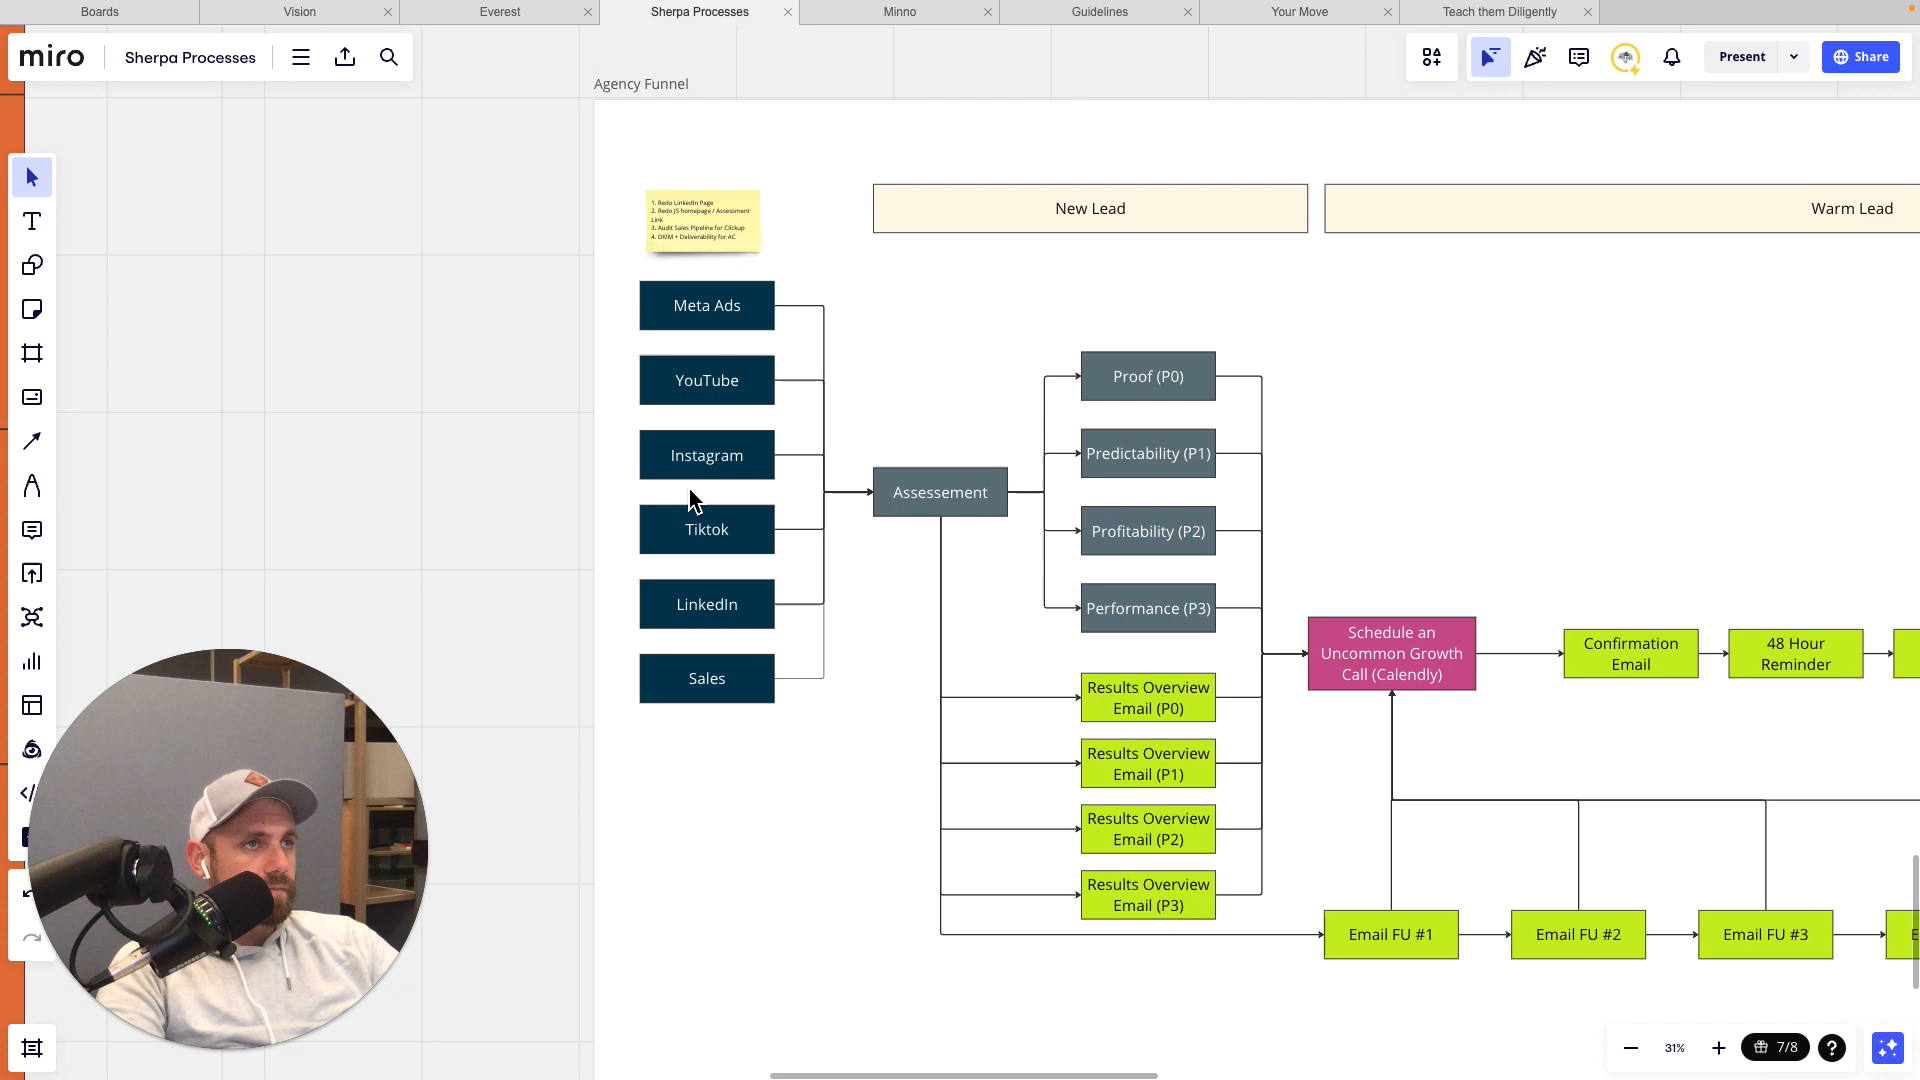 Boards
Vision
Everest
Sherpa Processes
Minno
Guidelines
Your Move
Teach them Diligently
miro
Sherpa Processes
Present
Share
Agency Funnel
1. Redo LinkedIn Page
2. Redo JS homepage / Assessment
Link
3. Audit Sales Pipeline for Clickup
4. DKIM + Deliverability for AC
New Lead
Warm Lead
Meta Ads
YouTube
Instagram
Tiktok
LinkedIn
Sales
Assessement
Proof (P0)
Predictability (P1)
Profitability (P2)
Performance (P3)
Results Overview
Email (P0)
Results Overview
Email (P1)
Results Overview
Email (P2)
Results Overview
Email (P3)
Schedule an
Uncommon Growth
Call (Calendly)
Confirmation
Email
48 Hour
Reminder
Email FU #1
Email FU #2
Email FU #3
31%
7/8